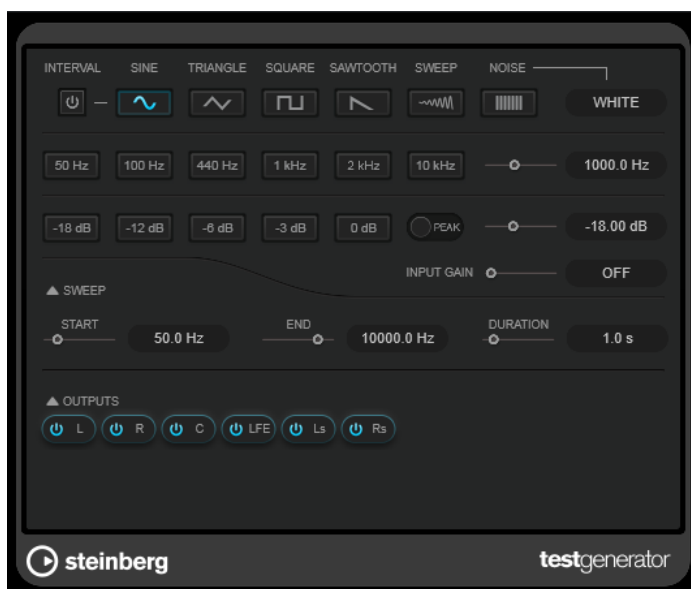 INTERVAL SINE TRIANGLE SQUARE SAWTOOTH SWEEP NOISE
WHITE
50 Hz 100 Hz 440 Hz 1 kHz 2 kHz 10 kHz 1000.0 Hz
-18 dB -12 dB -6 dB -3 dB 0 dB PEAK -18.00 dB
INPUT GAIN OFF
SWEEP
START 50.0 Hz END 10000.0 Hz DURATION 1.0 s
OUTPUTS
L R C LFE Ls Rs
steinberg testgenerator